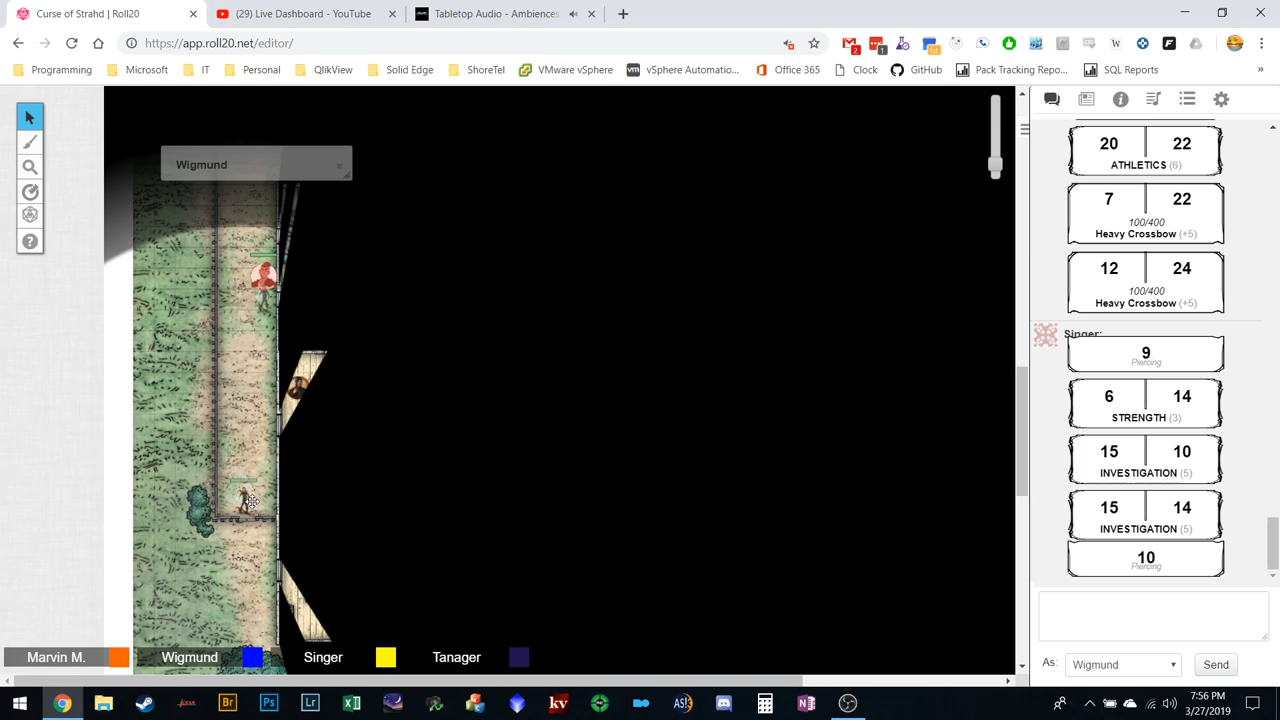 Curse of Strahd | Roll20
(29) Live Dashboard - YouTube
Tabletop Audio - Ambiences
https://app.roll20.net/editor/
2
1
Programming
Microsoft
IT
Personal
QlikView
Solid Edge
ShoreTel
VMware vSphere
vSphere Automatio...
Office 365
Clock
GitHub
Pack Tracking Repo...
SQL Reports
Wigmund
20 22
ATHLETICS (6)
7 22
100/400
Heavy Crossbow (+5)
12 24
100/400
Heavy Crossbow (+5)
Singer:
9
Piercing
6 14
STRENGTH (3)
15 10
INVESTIGATION (5)
15 14
INVESTIGATION (5)
10
Piercing
As: Wigmund
Send
Marvin M.
Wigmund
Singer
Tanager
7:56 PM
3/27/2019